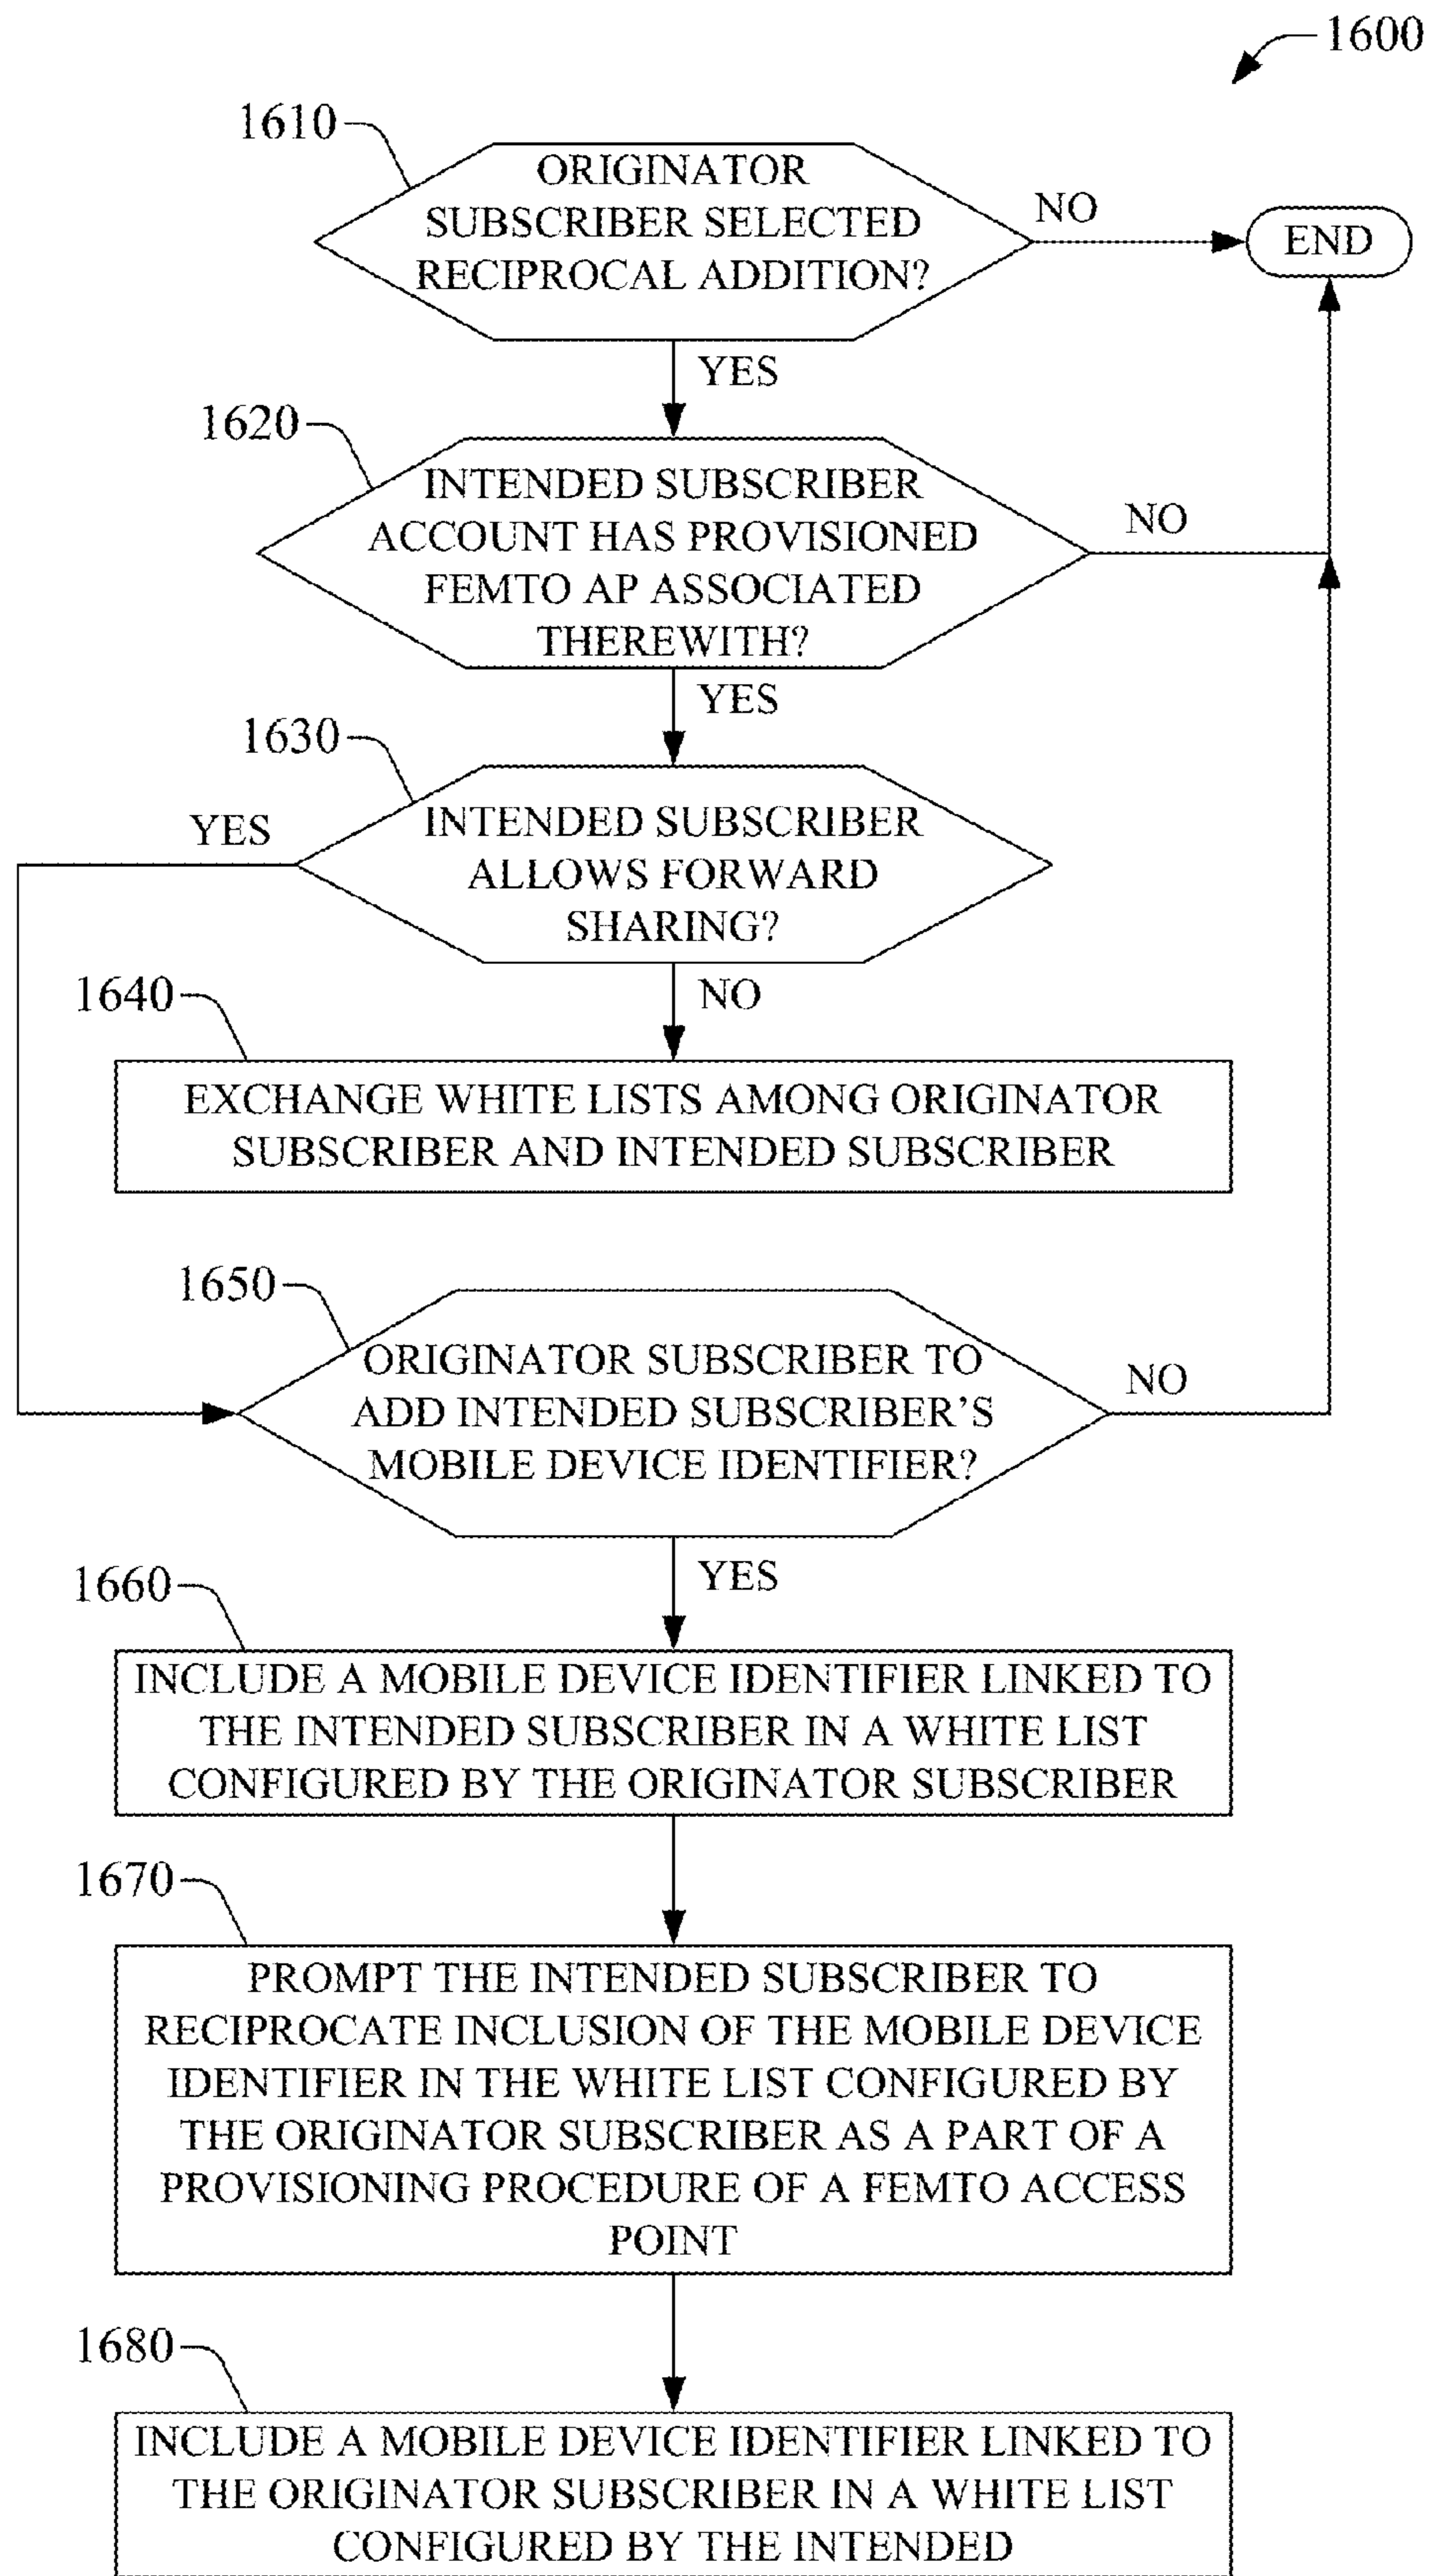 1600
1610
ORIGINATOR
SUBSCRIBER SELECTED
RECIPROCAL ADDITION?
NO
END
YES
1620
INTENDED SUBSCRIBER
ACCOUNT HAS PROVISIONED
FEMTO AP ASSOCIATED
THEREWITH?
NO
YES
1630
YES
INTENDED SUBSCRIBER
ALLOWS FORWARD
SHARING?
NO
1640
EXCHANGE WHITE LISTS AMONG ORIGINATOR
SUBSCRIBER AND INTENDED SUBSCRIBER
1650
ORIGINATOR SUBSCRIBER TO
ADD INTENDED SUBSCRIBER'S
MOBILE DEVICE IDENTIFIER?
NO
YES
1660
INCLUDE A MOBILE DEVICE IDENTIFIER LINKED TO
THE INTENDED SUBSCRIBER IN A WHITE LIST
CONFIGURED BY THE ORIGINATOR SUBSCRIBER
1670
PROMPT THE INTENDED SUBSCRIBER TO
RECIPROCATE INCLUSION OF THE MOBILE DEVICE
IDENTIFIER IN THE WHITE LIST CONFIGURED BY
THE ORIGINATOR SUBSCRIBER AS A PART OF A
PROVISIONING PROCEDURE OF A FEMTO ACCESS
POINT
1680
INCLUDE A MOBILE DEVICE IDENTIFIER LINKED TO
THE ORIGINATOR SUBSCRIBER IN A WHITE LIST
CONFIGURED BY THE INTENDED